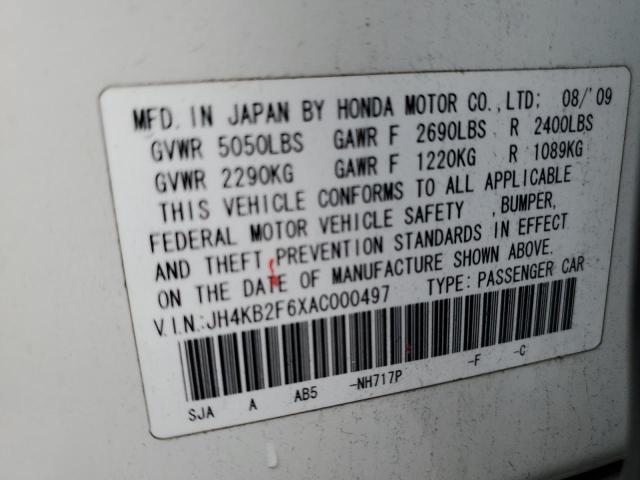 MFD. IN JAPAN BY HONDA MOTOR CO., LTD: 08/'09
GVWR 5050LBS GAWR F 2690LBS R 2400LBS
GVWR 2290KG GAWR F 1220KG R 1089KG
THIS VEHICLE CONFORMS TO ALL APPLICABLE
FEDERAL MOTOR VEHICLE SAFETY , BUMPER,
AND THEFT PREVENTION STANDARDS IN EFFECT
ON THE DATE OF MANUFACTURE SHOWN ABOVE.
V.I.N.:JH4KB2F6XAC000497 TYPE: PASSENGER CAR
SJA A AB5 -NH717P -F -C